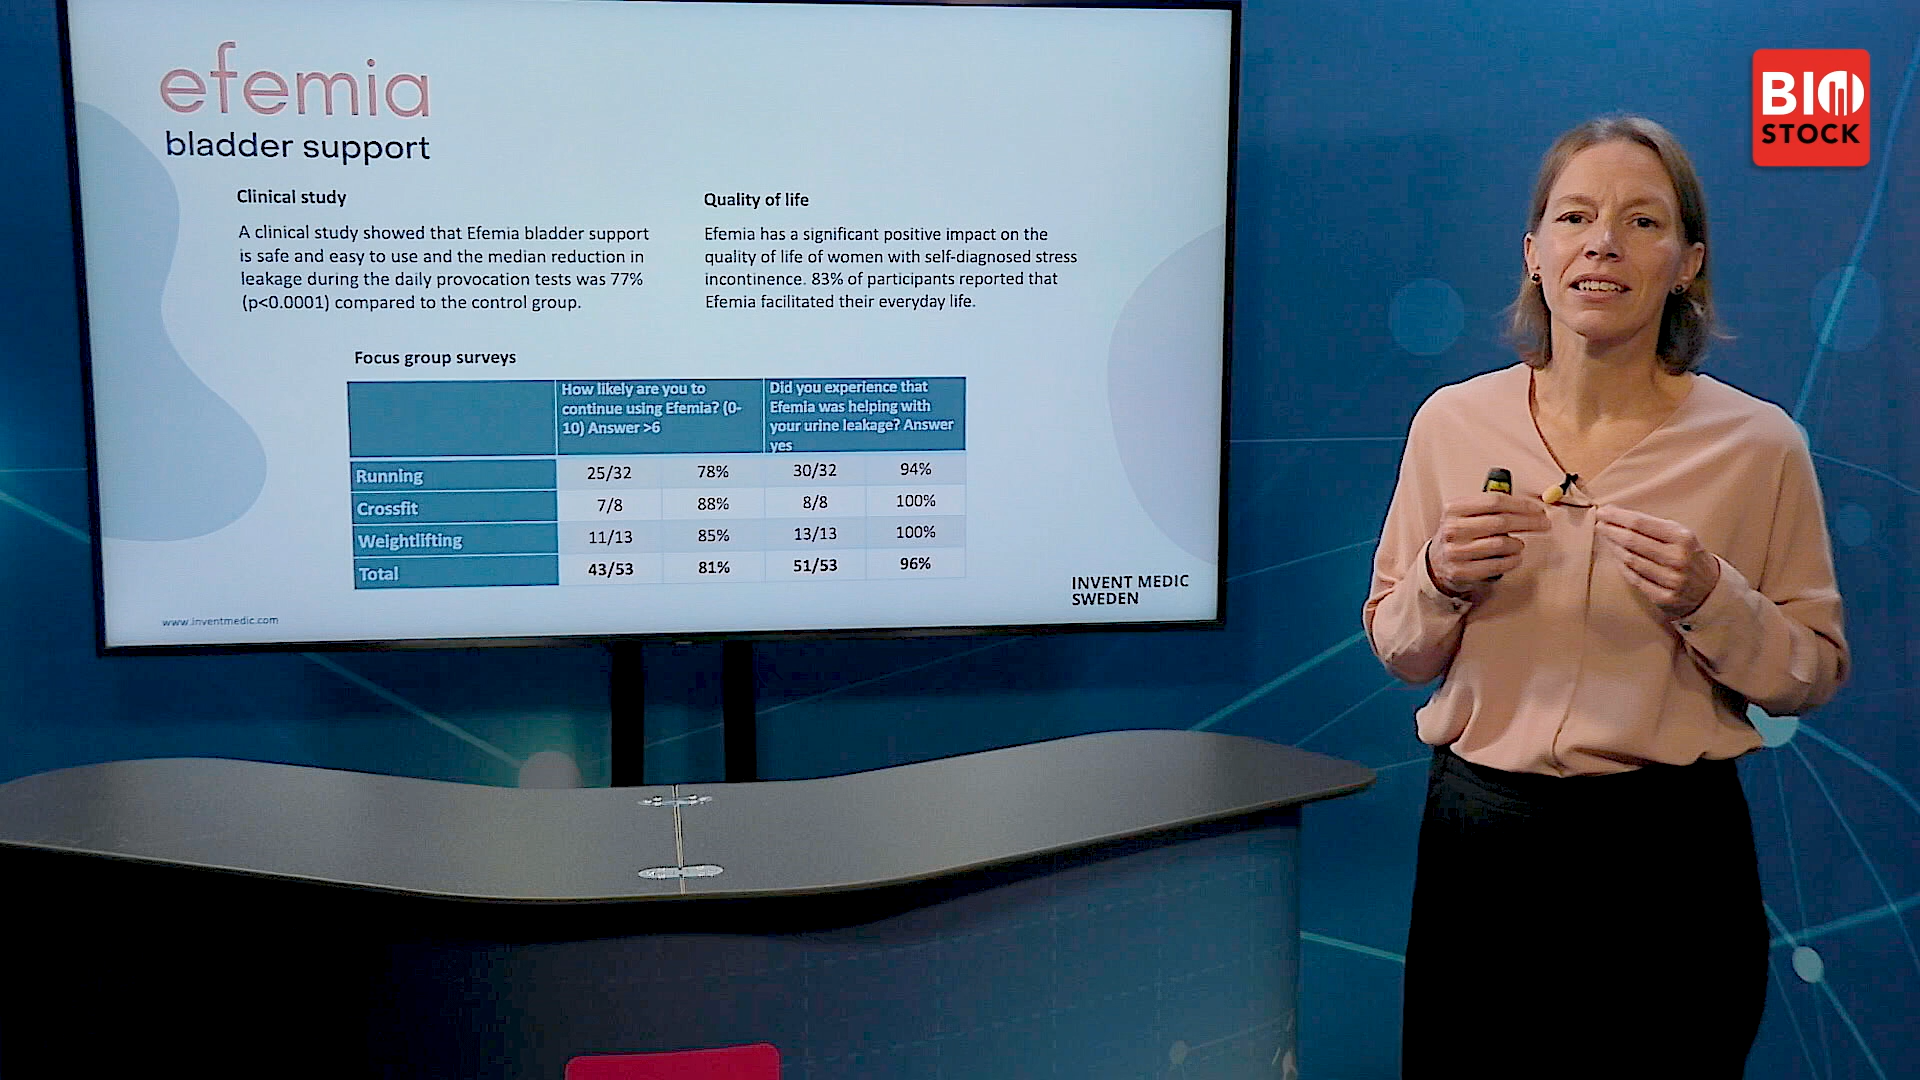 efemia
bladder support
Clinical study
A clinical study showed that Efemia bladder support
is safe and easy to use and the median reduction in
leakage during the daily provocation tests was 77%
(p<0.0001) compared to the control group.
Quality of life
Efemia has a significant positive impact on the
quality of life of women with self-diagnosed stress
incontinence. 83% of participants reported that
Efemia facilitated their everyday life.
Focus group surveys
How likely are you to
continue using Efemia? (0-
10) Answer >6
Did you experience that
Efemia was helping with
your urine leakage? Answer
yes
Running 25/32 78% 30/32 94%
Crossfit 7/8 88% 8/8 100%
Weightlifting 11/13 85% 13/13 100%
Total 43/53 81% 51/53 96%
INVENT MEDIC
SWEDEN
www.inventmedic.com
BIO
STOCK